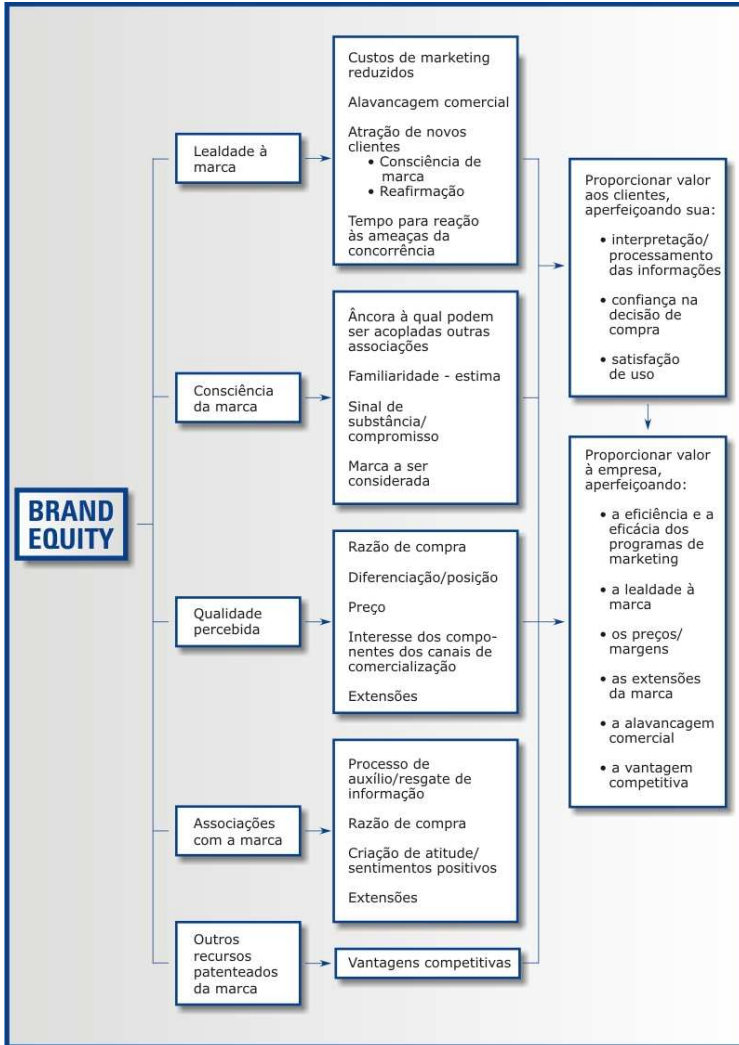 BRAND
EQUITY
Lealdade à
marca
Custos de marketing
reduzidos
Alavancagem comercial
Atração de novos
clientes
• Consciência de
marca
• Reafirmação
Tempo para reação
às ameaças da
concorrência
Consciência
da marca
Âncora à qual podem
ser acopladas outras
associações
Familiaridade - estima
Sinal de
substância/
compromisso
Marca a ser
considerada
Qualidade
percebida
Razão de compra
Diferenciação/posição
Preço
Interesse dos compo-
nentes dos canais de
comercialização
Extensões
Associações
com a marca
Processo de
auxílio/resgate de
informação
Razão de compra
Criação de atitude/
sentimentos positivos
Extensões
Outros
recursos
patenteados
da marca
Vantagens competitivas
Proporcionar valor
aos clientes,
aperfeiçoando sua:
• interpretação/
processamento
das informações
• confiança na
decisão de
compra
• satisfação
de uso
Proporcionar valor
à empresa,
aperfeiçoando:
• a eficiência e a
eficácia dos
programas de
marketing
• a lealdade à
marca
• os preços/
margens
• as extensões
da marca
• a alavancagem
comercial
• a vantagem
competitiva